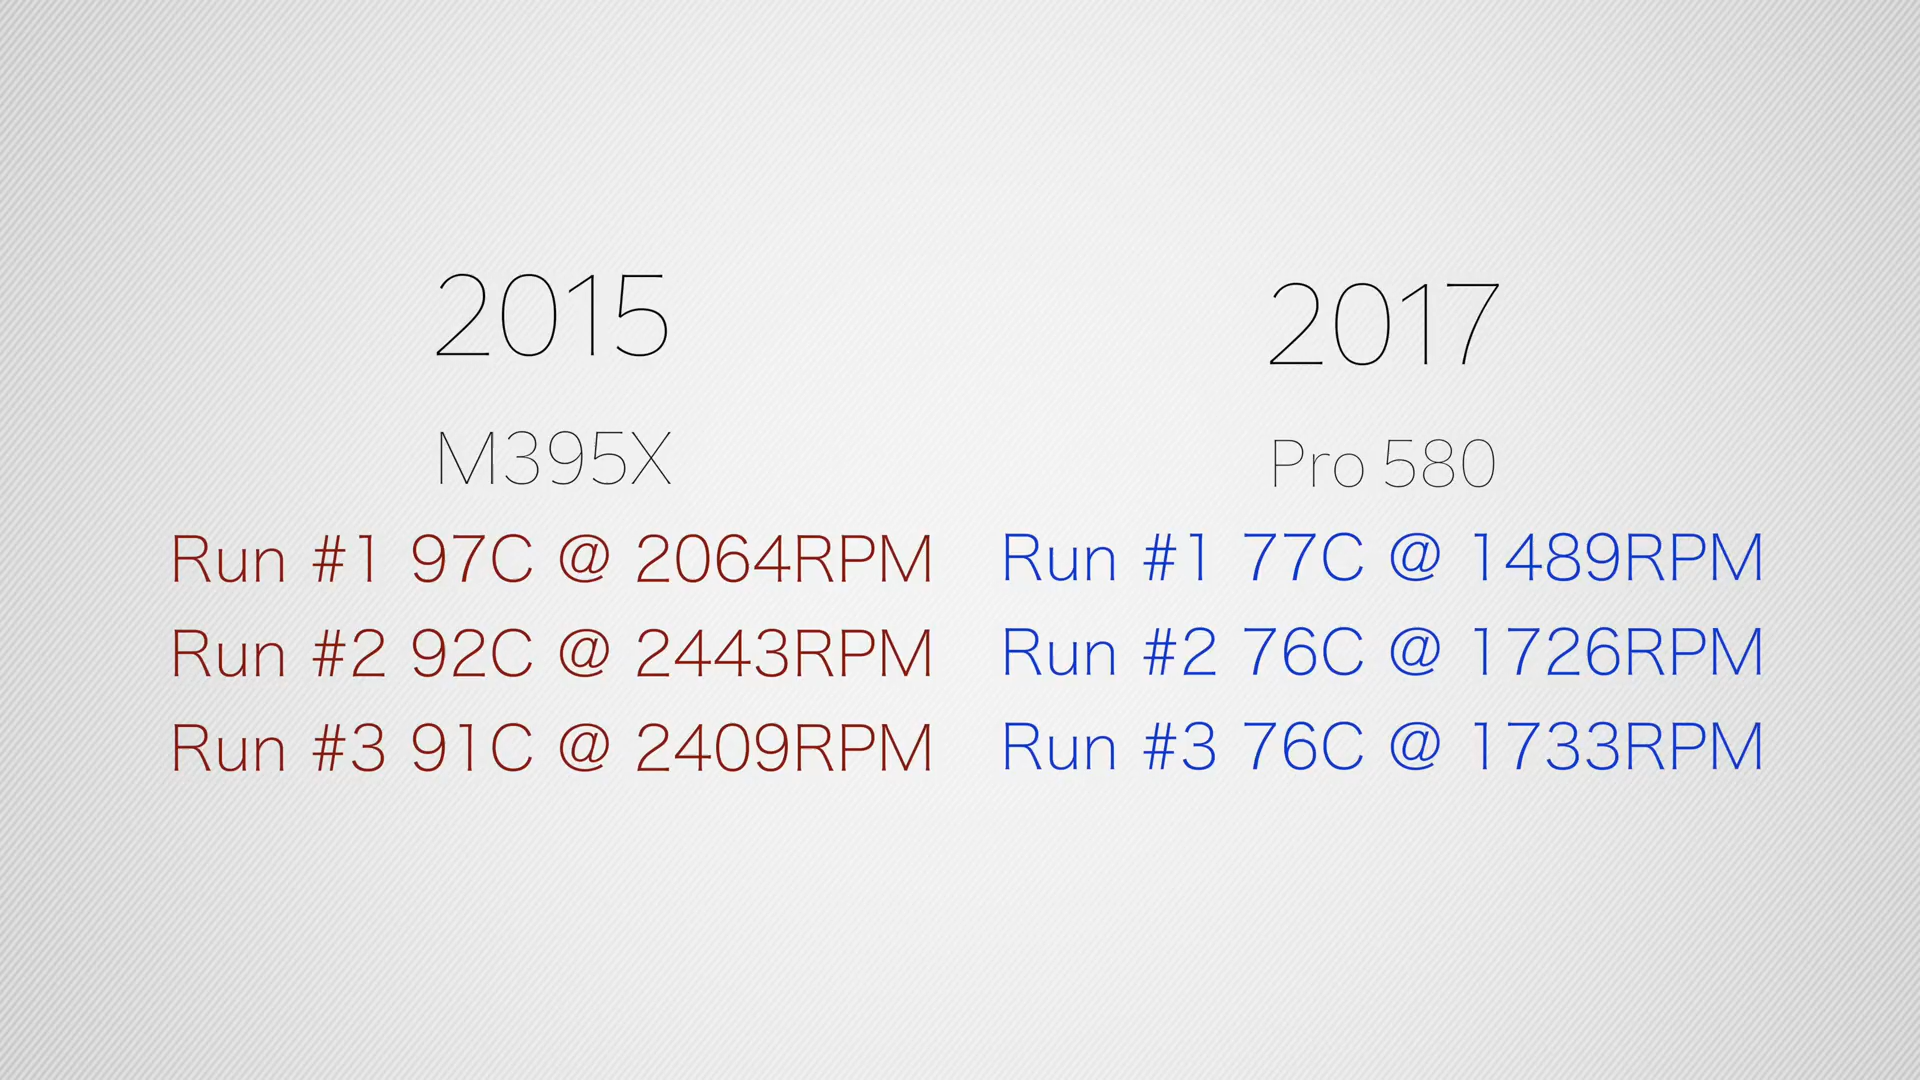 2015
M395X
Run #1 97C @ 2064RPM
Run #2 92C @ 2443RPM
Run #3 91C @ 2409RPM
2017
Pro 580
Run #1 77C @ 1489RPM
Run #2 76C @ 1726RPM
Run #3 76C @ 1733RPM